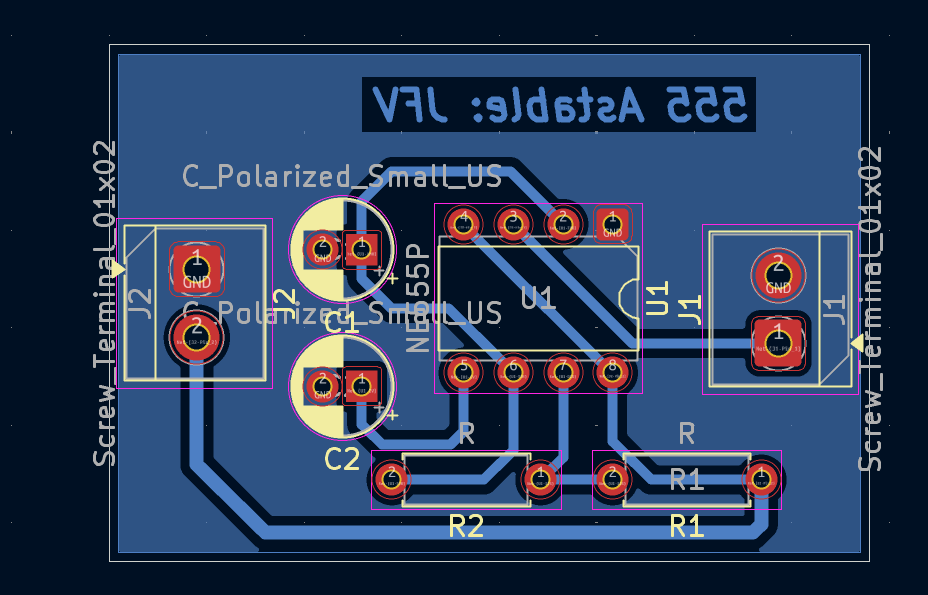 555 Astable: JFV
C_Polarized_Small_US
Screw_Terminal_01x02
Screw_Terminal_01x02
4
3
2
1
GND
2
GND
1
1
GND
2
GND
J2
J2
C_Polarized_Small_US
C1
NE555P
U1
U1
J1
J1
2
1
5
6
7
8
2
GND
1
C2
R
R
2
1
2
R1
1
R2
R1